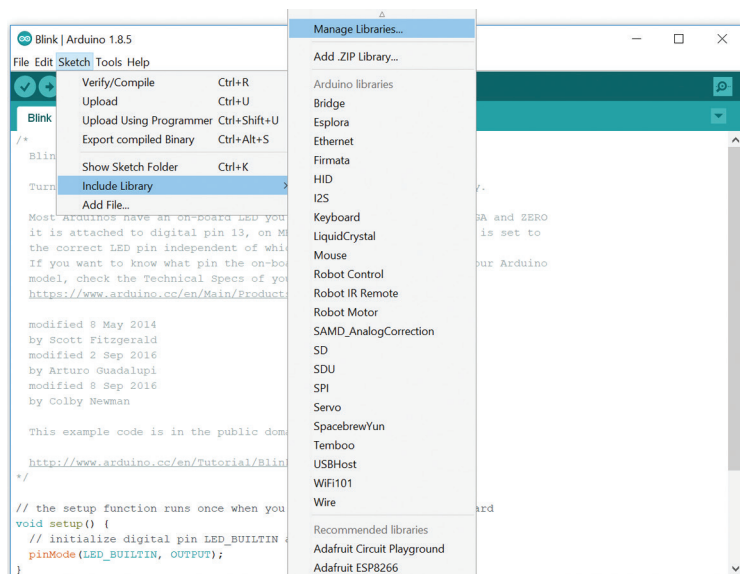 Blink | Arduino 1.8.5
File Edit Sketch Tools Help
Blink
Verify/Compile Ctrl+R
Upload Ctrl+U
Upload Using Programmer Ctrl+Shift+U
Export compiled Binary Ctrl+Alt+S
Show Sketch Folder Ctrl+K
Include Library
Add File...
Manage Libraries...
Add .ZIP Library...
Arduino libraries
Bridge
Esplora
Ethernet
Firmata
HID
I2S
Keyboard
LiquidCrystal
Mouse
Robot Control
Robot IR Remote
Robot Motor
SAMD_AnalogCorrection
SD
SDU
SPI
Servo
SpacebrewYun
Temboo
USBHost
WiFi101
Wire
Recommended libraries
Adafruit Circuit Playground
Adafruit ESP8266
/*
Blin
Turn y.
Most Arduinos have an on-board LED you GA and ZERO
it is attached to digital pin 13, on M is set to
the correct LED pin independent of whic
If you want to know what pin the on-boa our Arduino
model, check the Technical Specs of yo
https://www.arduino.cc/en/Main/Products
modified 8 May 2014
by Scott Fitzgerald
modified 2 Sep 2016
by Arturo Guadalupi
modified 8 Sep 2016
by Colby Newman
This example code is in the public doma
http://www.arduino.cc/en/Tutorial/Blin
*/
// the setup function runs once when you ard
void setup() {
// initialize digital pin LED_BUILTIN a
pinMode(LED_BUILTIN, OUTPUT);
}